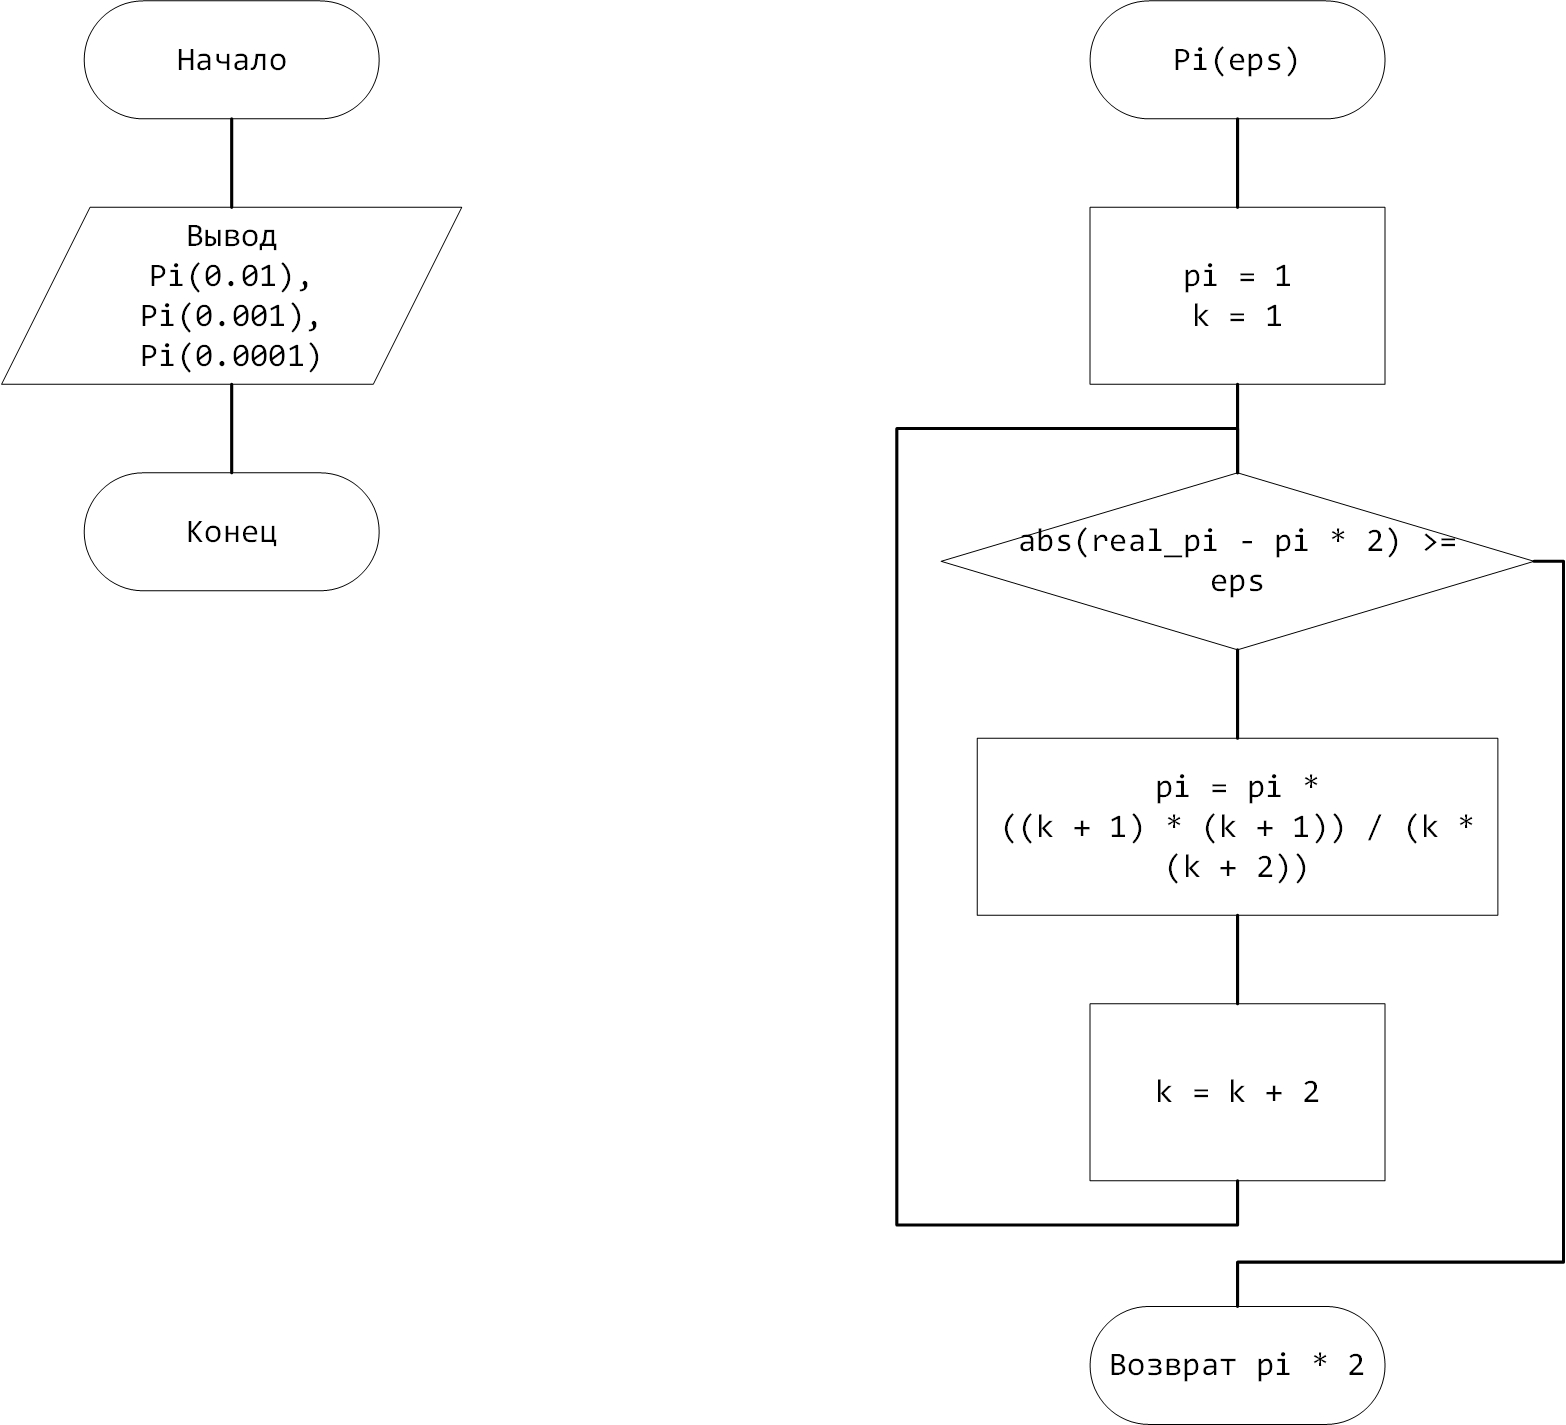 Начало
Вывод
Pi(0.01),
Pi(0.001),
Pi(0.0001)
Конец
Pi(eps)
pi = 1
k = 1
abs(real_pi - pi * 2) >=
eps
pi = pi *
((k + 1) * (k + 1)) / (k *
(k + 2))
k = k + 2
Возврат pi * 2